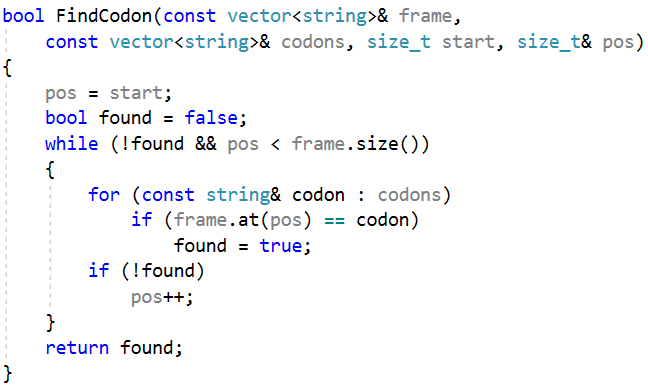 bool FindCodon(const vector<string>& frame,
    const vector<string>& codons, size_t start, size_t& pos)
{
    pos = start;
    bool found = false;
    while (!found && pos < frame.size())
    {
        for (const string& codon : codons)
            if (frame.at(pos) == codon)
                found = true;
        if (!found)
            pos++;
    }
    return found;
}